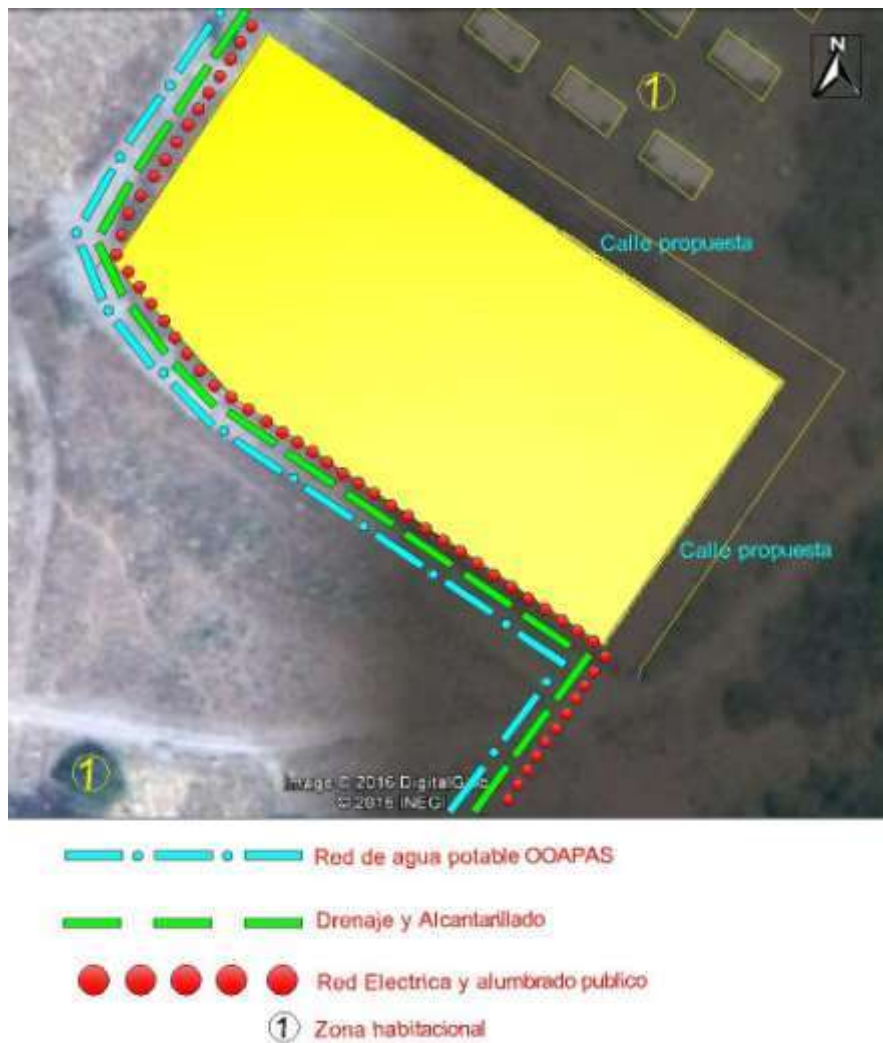 N
1
Calle propuesta
Calle propuesta
1
Image © 2016 DigitalGlobe
© 2016 INEGI
Red de agua potable OOAPAS
Drenaje y Alcantarillado
Red Electrica y alumbrado publico
1 Zona habitacional